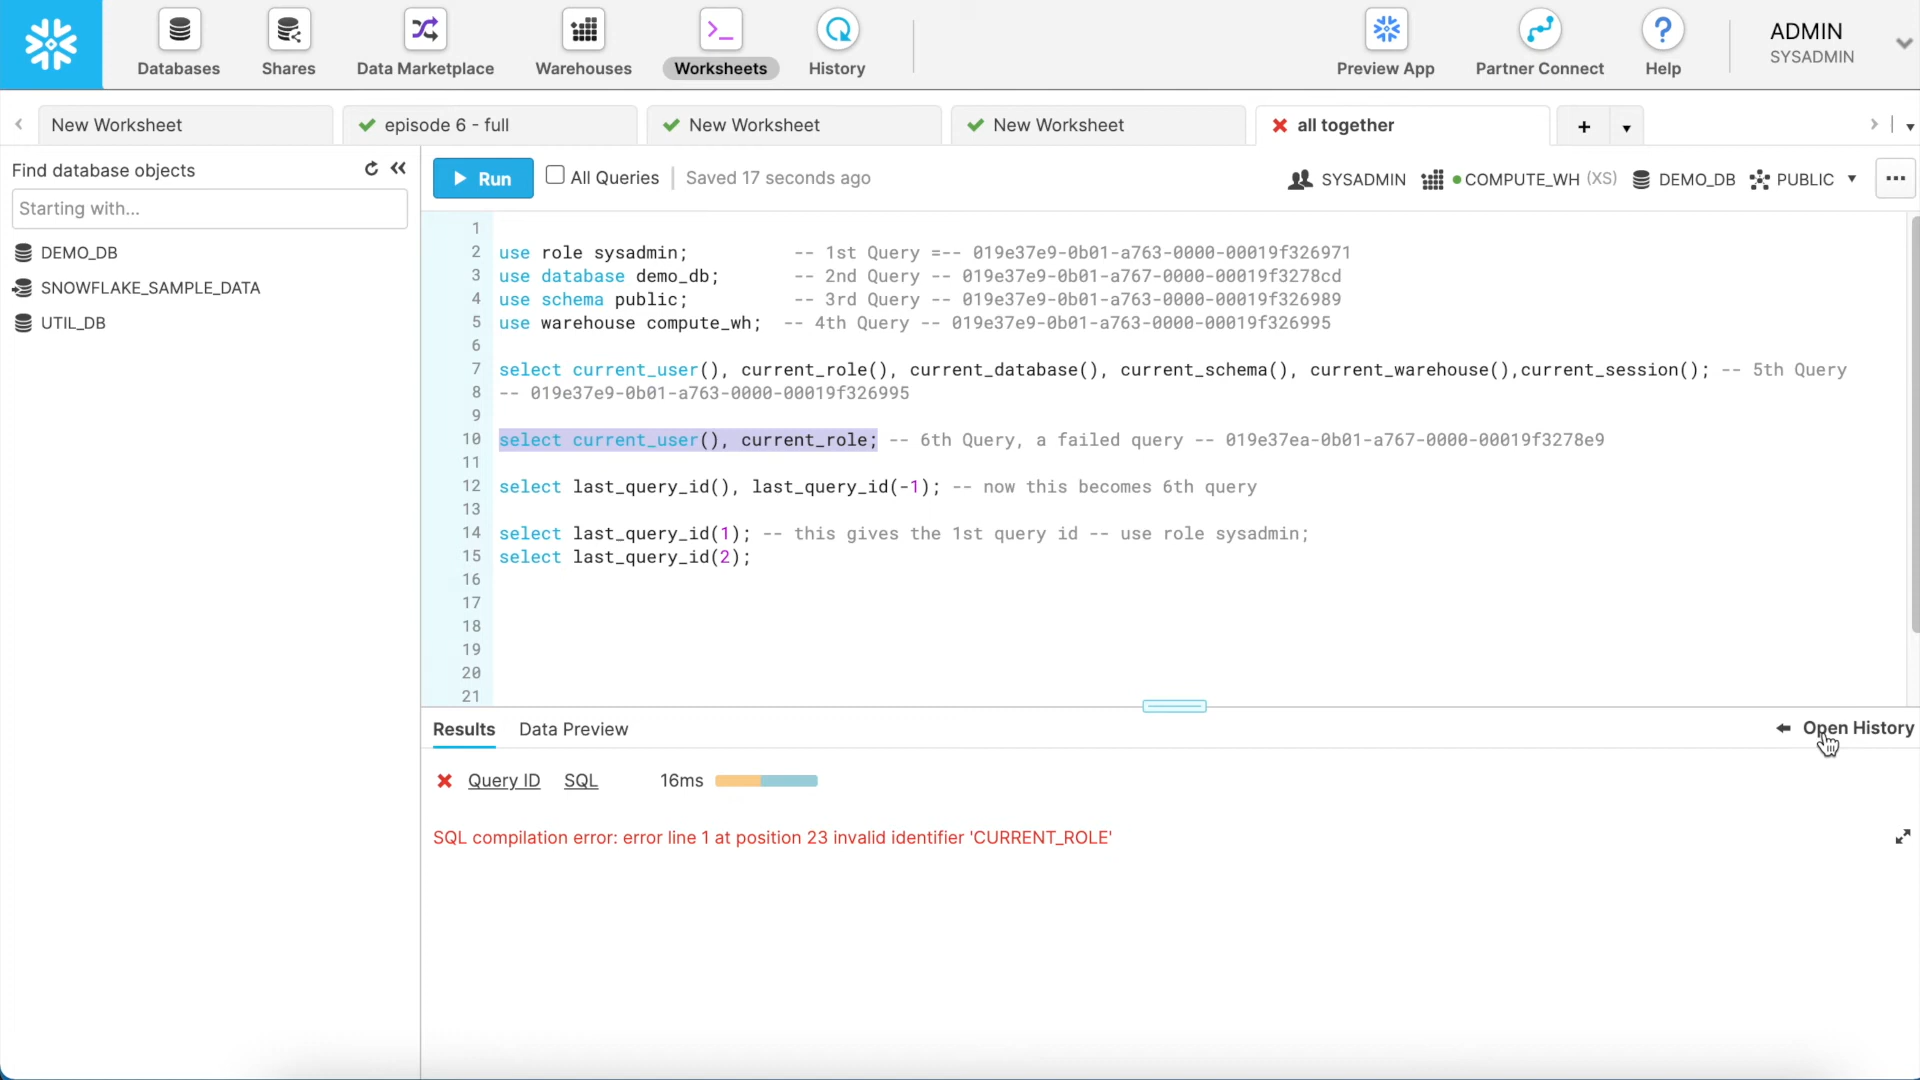 Databases
Shares
Data Marketplace
Warehouses
Worksheets
History
Preview App
Partner Connect
Help
ADMIN
SYSADMIN
New Worksheet
episode 6 - full
New Worksheet
New Worksheet
all together
Find database objects
Starting with...
DEMO_DB
SNOWFLAKE_SAMPLE_DATA
UTIL_DB
Run
All Queries
Saved 17 seconds ago
SYSADMIN
COMPUTE_WH (XS)
DEMO_DB
PUBLIC
1
2 use role sysadmin; -- 1st Query =-- 019e37e9-0b01-a763-0000-00019f326971
3 use database demo_db; -- 2nd Query -- 019e37e9-0b01-a767-0000-00019f3278cd
4 use schema public; -- 3rd Query -- 019e37e9-0b01-a763-0000-00019f326989
5 use warehouse compute_wh; -- 4th Query -- 019e37e9-0b01-a763-0000-00019f326995
6
7 select current_user(), current_role(), current_database(), current_schema(), current_warehouse(),current_session(); -- 5th Query
8 -- 019e37e9-0b01-a763-0000-00019f326995
9
10 select current_user(), current_role; -- 6th Query, a failed query -- 019e37ea-0b01-a767-0000-00019f3278e9
11
12 select last_query_id(), last_query_id(-1); -- now this becomes 6th query
13
14 select last_query_id(1); -- this gives the 1st query id -- use role sysadmin;
15 select last_query_id(2);
16
17
18
19
20
21
Results
Data Preview
Open History
Query ID
SQL
16ms
SQL compilation error: error line 1 at position 23 invalid identifier 'CURRENT_ROLE'